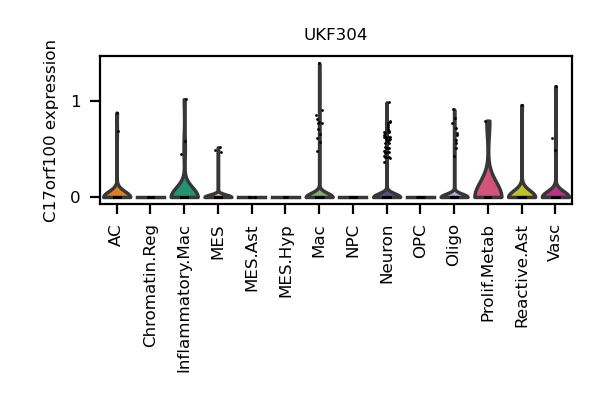 UKF304
C17orf100 expression
1
0
AC
Chromatin.Reg
Inflammatory.Mac
MES
MES.Ast
MES.Hyp
Mac
NPC
Neuron
OPC
Oligo
Prolif.Metab
Reactive.Ast
Vasc